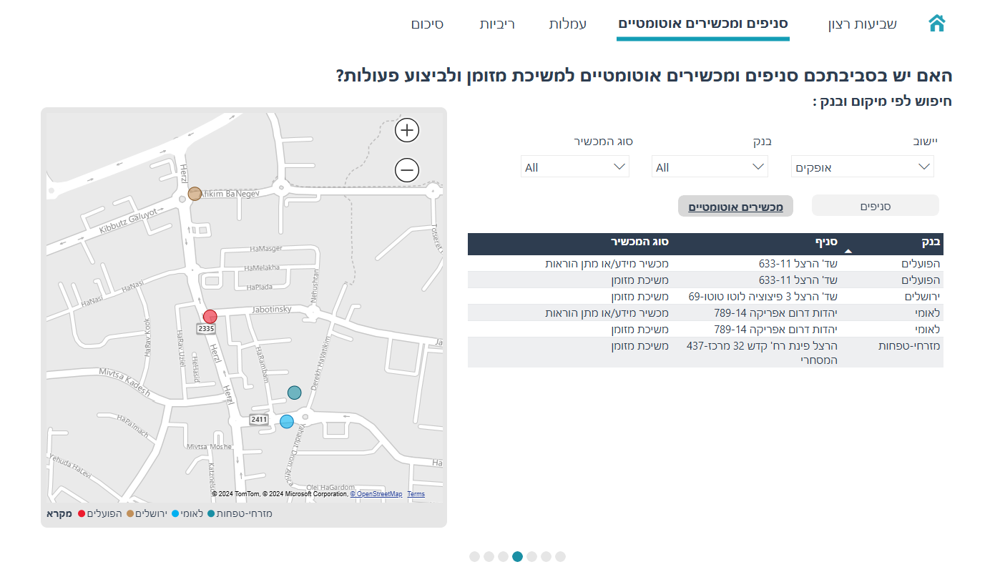 שביעות רצון
סניפים ומכשירים אוטומטיים
עמלות
ריביות
סיכום
האם יש בסביבתכם סניפים ומכשירים אוטומטיים למשיכת מזומן ולביצוע פעולות?
חיפוש לפי מיקום ובנק :
יישוב
בנק
סוג המכשיר
אופקים
All
All
סניפים
מכשירים אוטומטיים
בנק סניף סוג המכשיר
הפועלים שד' הרצל 633-11 מכשיר מידע/או מתן הוראות
הפועלים שד' הרצל 633-11 משיכת מזומן
ירושלים שד' הרצל 3 פיצוציה לוטו טוטו-69 משיכת מזומן
לאומי יהדות דרום אפריקה 789-14 מכשיר מידע/או מתן הוראות
לאומי יהדות דרום אפריקה 789-14 משיכת מזומן
מזרחי-טפחות הרצל פינת רח' קדש 32 מרכז-437 משיכת מזומן
המסחרי
Herzl
Afikim BaNegev
Kibbutz Galuyot
Totseret
HaMasger
HaMelakha
HaPlada
Nehushtan
HaNasi
HaNasi
Jabotinsky
2335
HaRav Kook
HaRav Uziel
HeHasid
Herzl
HaRambam
Derekh HaVatikim
Ja
Mivtsa Kadesh
Herzl
2411
HaPalmach
Yahadut Drom Africa
Mivtsa Moshe
Yehuda HaLevi
Katznelson
Ha
Olei HaGardom
© 2024 TomTom, © 2024 Microsoft Corporation, © OpenStreetMap Terms
מקרא הפועלים ירושלים לאומי מזרחי-טפחות